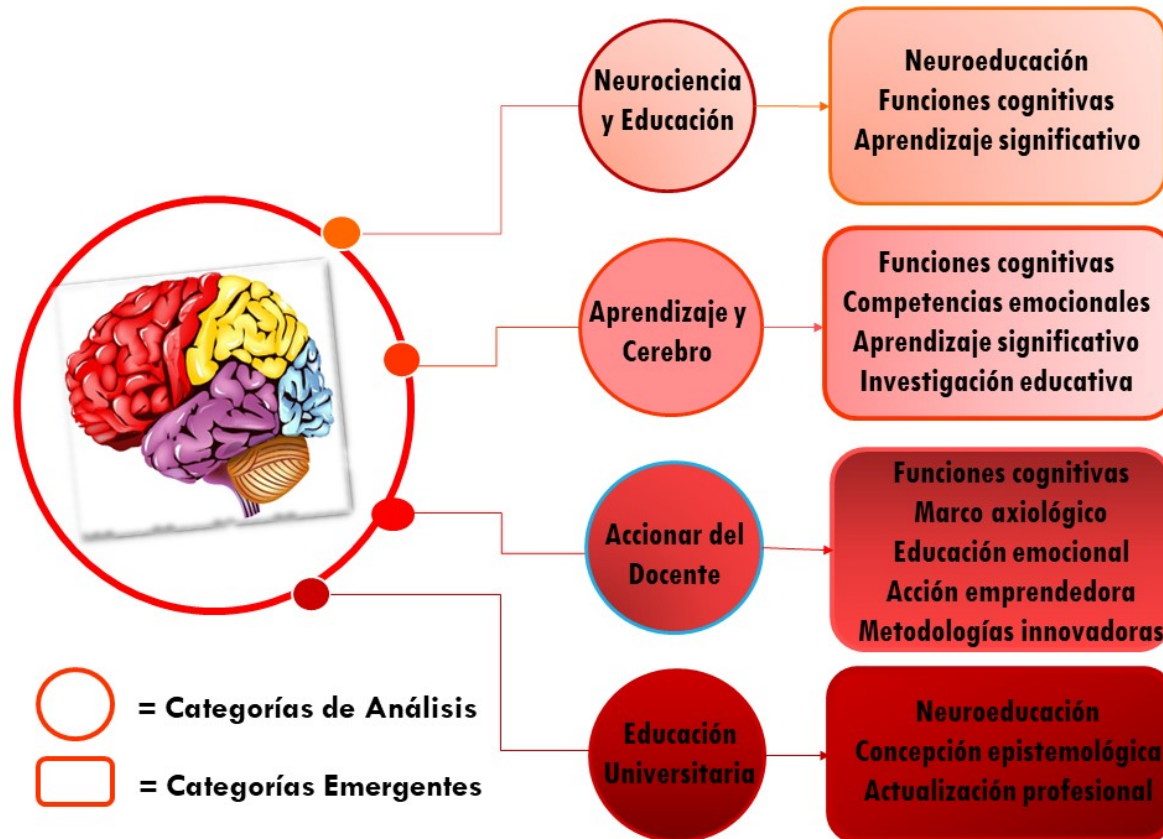 Neurociencia
y Educación
Neuroeducación
Funciones cognitivas
Aprendizaje significativo
Aprendizaje y
Cerebro
Funciones cognitivas
Competencias emocionales
Aprendizaje significativo
Investigación educativa
Accionar del
Docente
Funciones cognitivas
Marco axiológico
Educación emocional
Acción emprendedora
Metodologías innovadoras
Educación
Universitaria
Neuroeducación
Concepción epistemológica
Actualización profesional
= Categorías de Análisis
= Categorías Emergentes